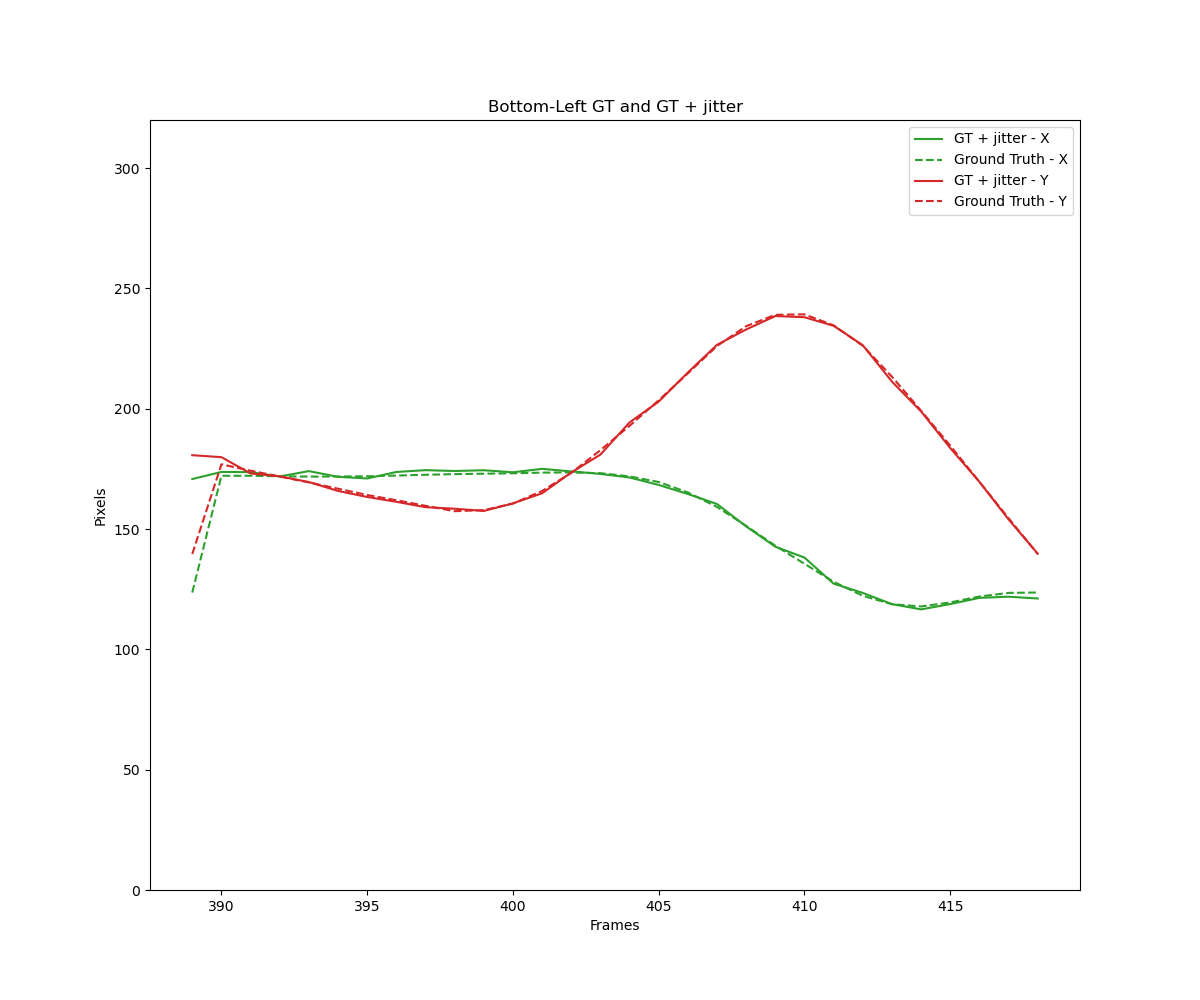 Bottom-Left GT and GT + jitter
GT + jitter - X
Ground Truth - X
GT + jitter - Y
Ground Truth - Y
300
250
200
150
100
50
0
Pixels
390 395 400 405 410 415
Frames